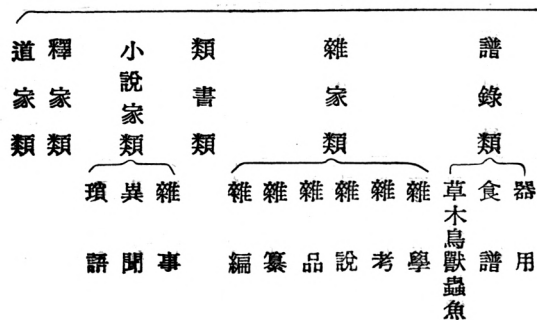 譜錄類
器用
食譜
草木鳥獸蟲魚
雜家類
雜學
雜考
雜說
雜品
雜纂
雜編
類書類
小說家類
雜事
異聞
瑣語
釋家類
道家類